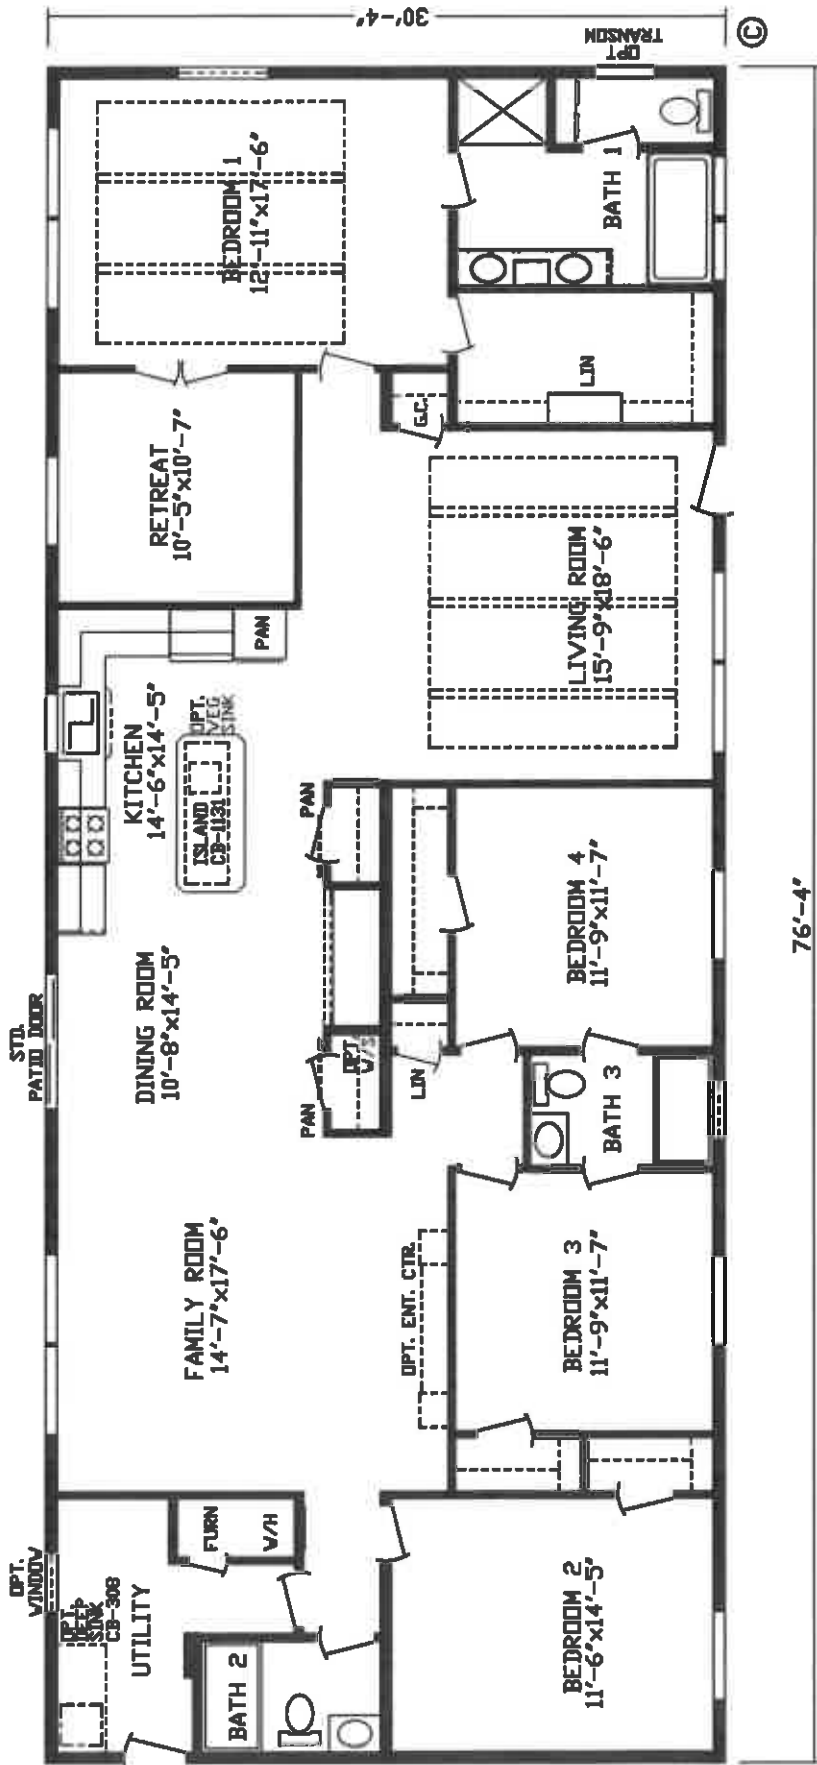 30'-4"
©
OPT
TRANSOM
BEDROOM 1
12'-11"x17'-6"
BATH 1
LIN
G.C.
RETREAT
10'-5"x10'-7"
PAN
LIVING ROOM
15'-9"x18'-6"
KITCHEN
14'-6"x14'-5"
OPT.
VEG
SINK
ISLAND
CB-1131
PAN
BEDROOM 4
11'-9"x11'-7"
76'-4"
STD.
PATIO DOOR
DINING ROOM
10'-8"x14'-5"
OPT
W/S
PAN
LIN
BATH 3
FAMILY ROOM
14'-7"x17'-6"
OPT. ENT. CTR.
BEDROOM 3
11'-9"x11'-7"
OPT.
WINDOW
FURN
W/H
OPT.
DEEP
SINK
CB-308
UTILITY
BATH 2
BEDROOM 2
11'-6"x14'-5"